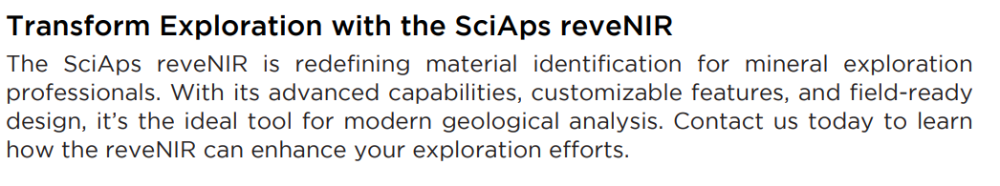 Transform Exploration with the SciAps reveNIR
The SciAps reveNIR is redefining material identification for mineral exploration
professionals. With its advanced capabilities, customizable features, and field-ready
design, it's the ideal tool for modern geological analysis. Contact us today to learn
how the reveNIR can enhance your exploration efforts.